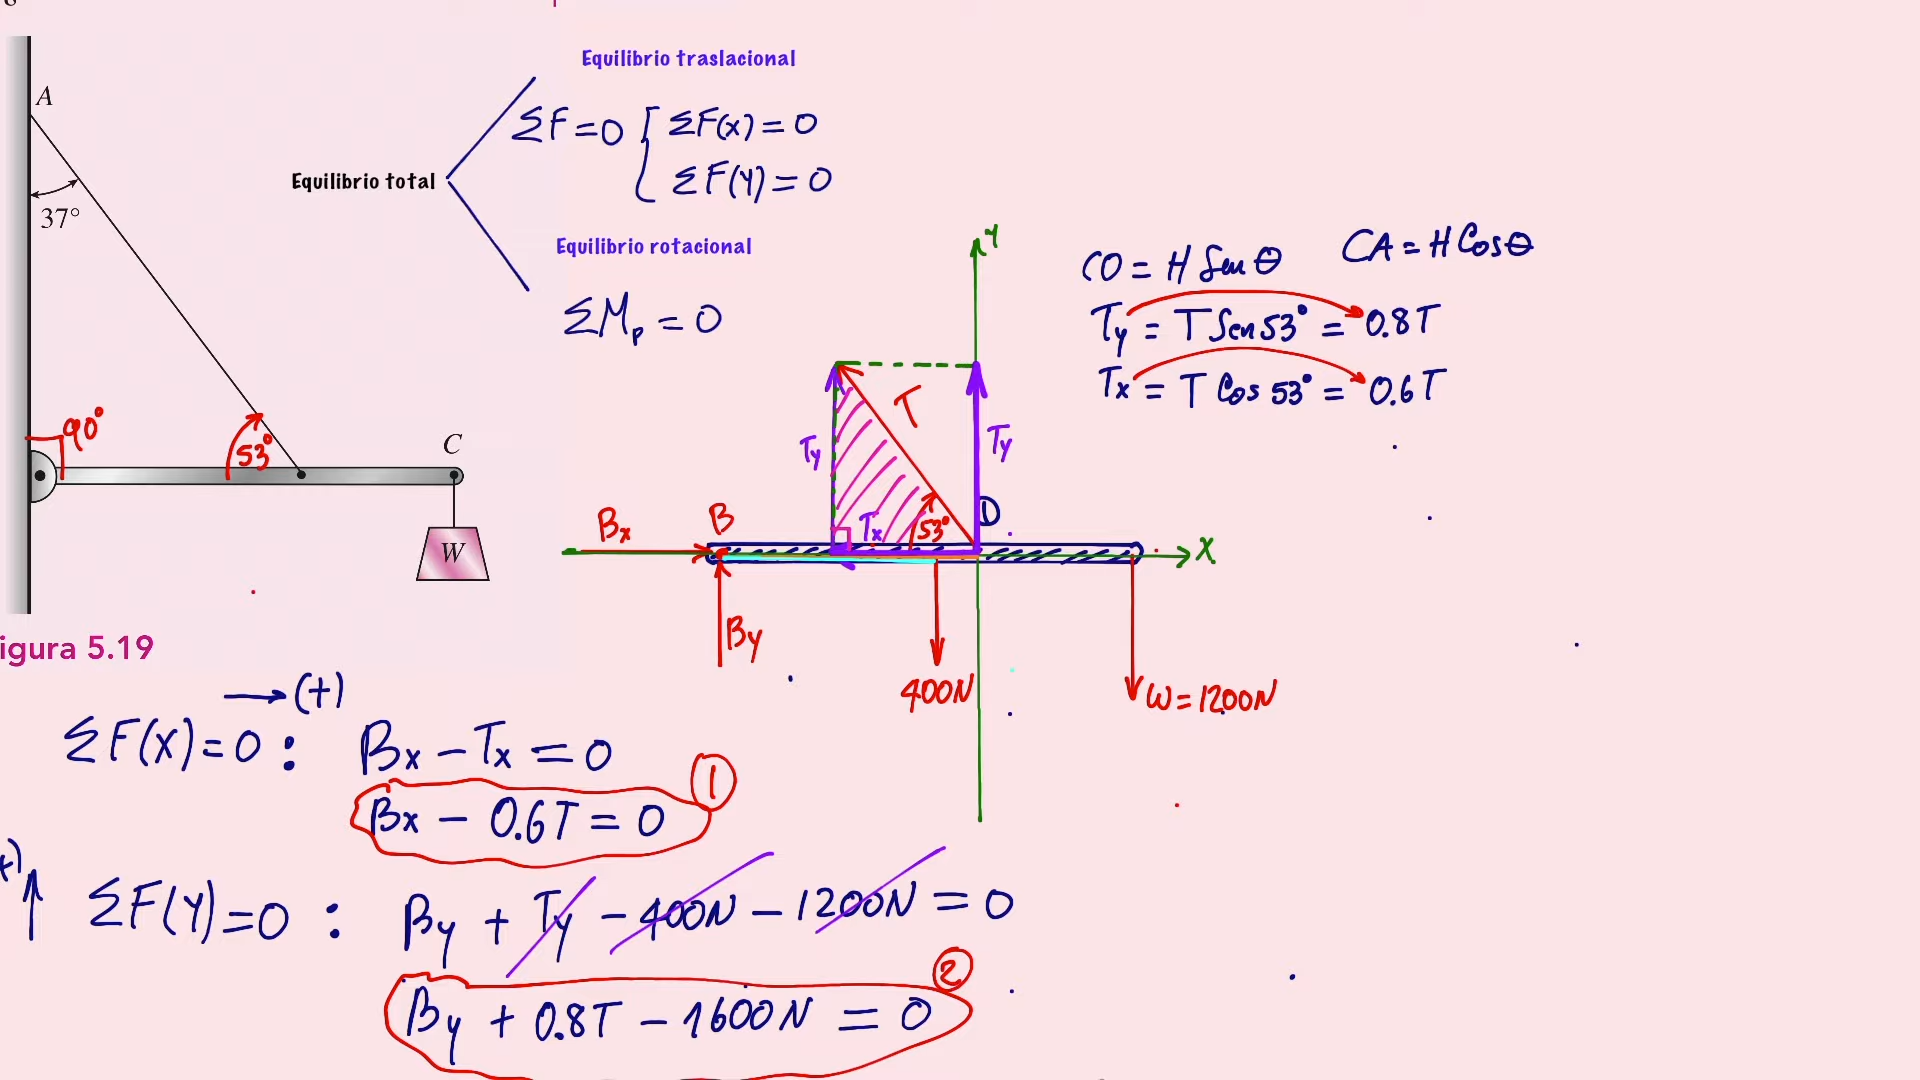 Equilibrio traslacional
A
ΣF = 0 { ΣF(x) = 0
ΣF(Y) = 0
Equilibrio total
37°
Equilibrio rotacional
ΣMp = 0
Y
CO = H Sen θ
CA = H Cos θ
Ty = T Sen 53° = 0.8T
Tx = T Cos 53° = 0.6T
90°
53°
C
W
T
Ty
Ty
D
Tx
53°
Bx
B
X
By
400N
W = 1200N
igura 5.19
→ (+)
ΣF(X) = 0 : Bx − Tx = 0
Bx − 0.6T = 0
1
+)
↑ ΣF(Y) = 0 : By + Ty − 400N − 1200N = 0
2
By + 0.8T − 1600N = 0